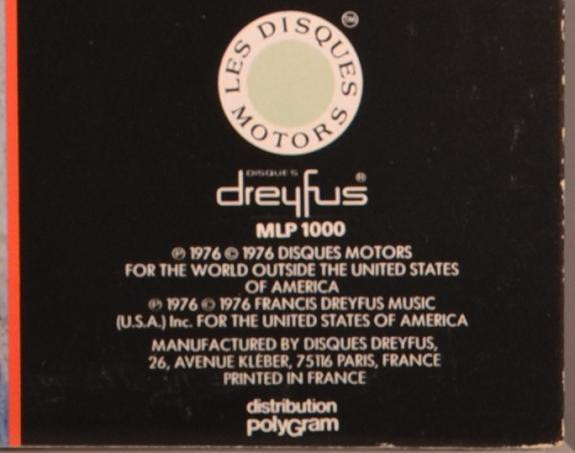 LES DISQUES MOTORS ™
DISQUES
dreyfus®
MLP 1000
℗ 1976 © 1976 DISQUES MOTORS
FOR THE WORLD OUTSIDE THE UNITED STATES
OF AMERICA
℗ 1976 © 1976 FRANCIS DREYFUS MUSIC
(U.S.A.) Inc. FOR THE UNITED STATES OF AMERICA
MANUFACTURED BY DISQUES DREYFUS,
26, AVENUE KLÉBER, 75116 PARIS, FRANCE
PRINTED IN FRANCE
distribution
polyGram